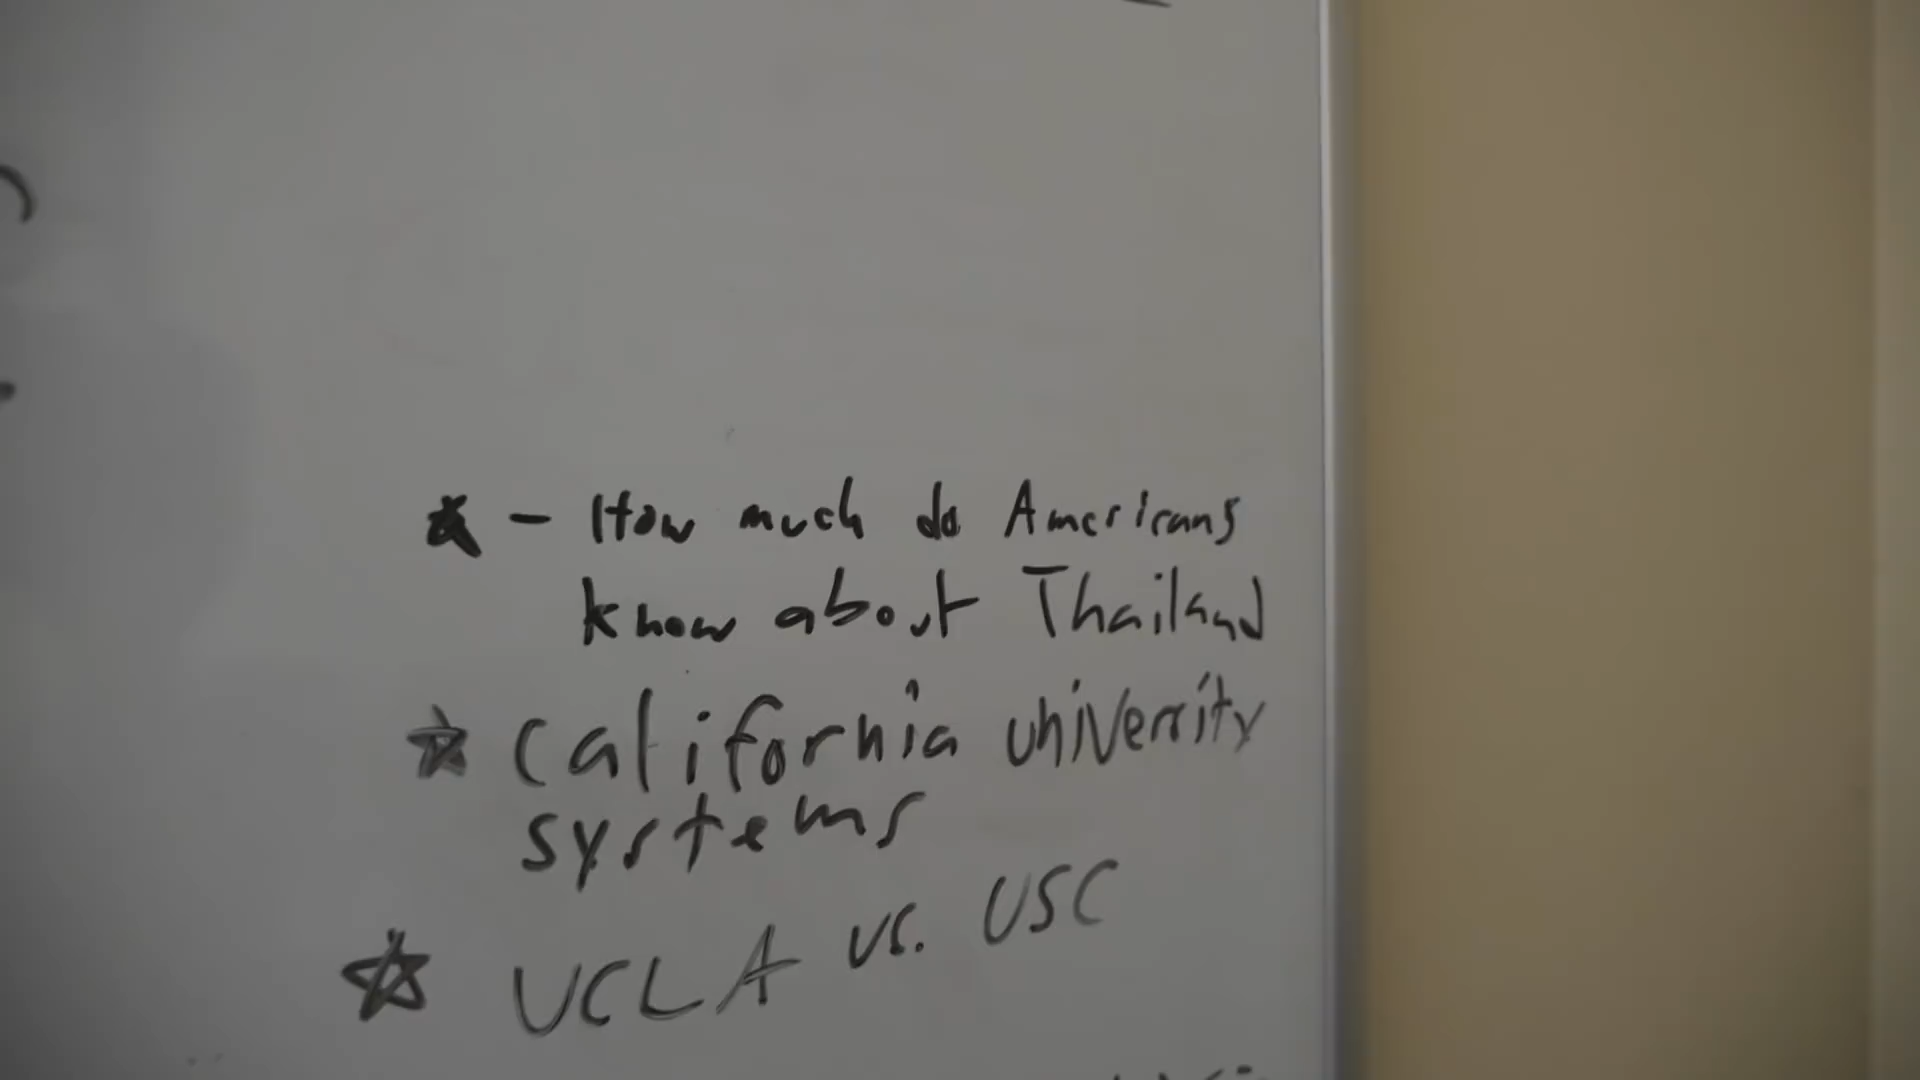 ★ - How much do Americans
know about Thailand
☆ California university
systems
☆ UCLA vs. USC